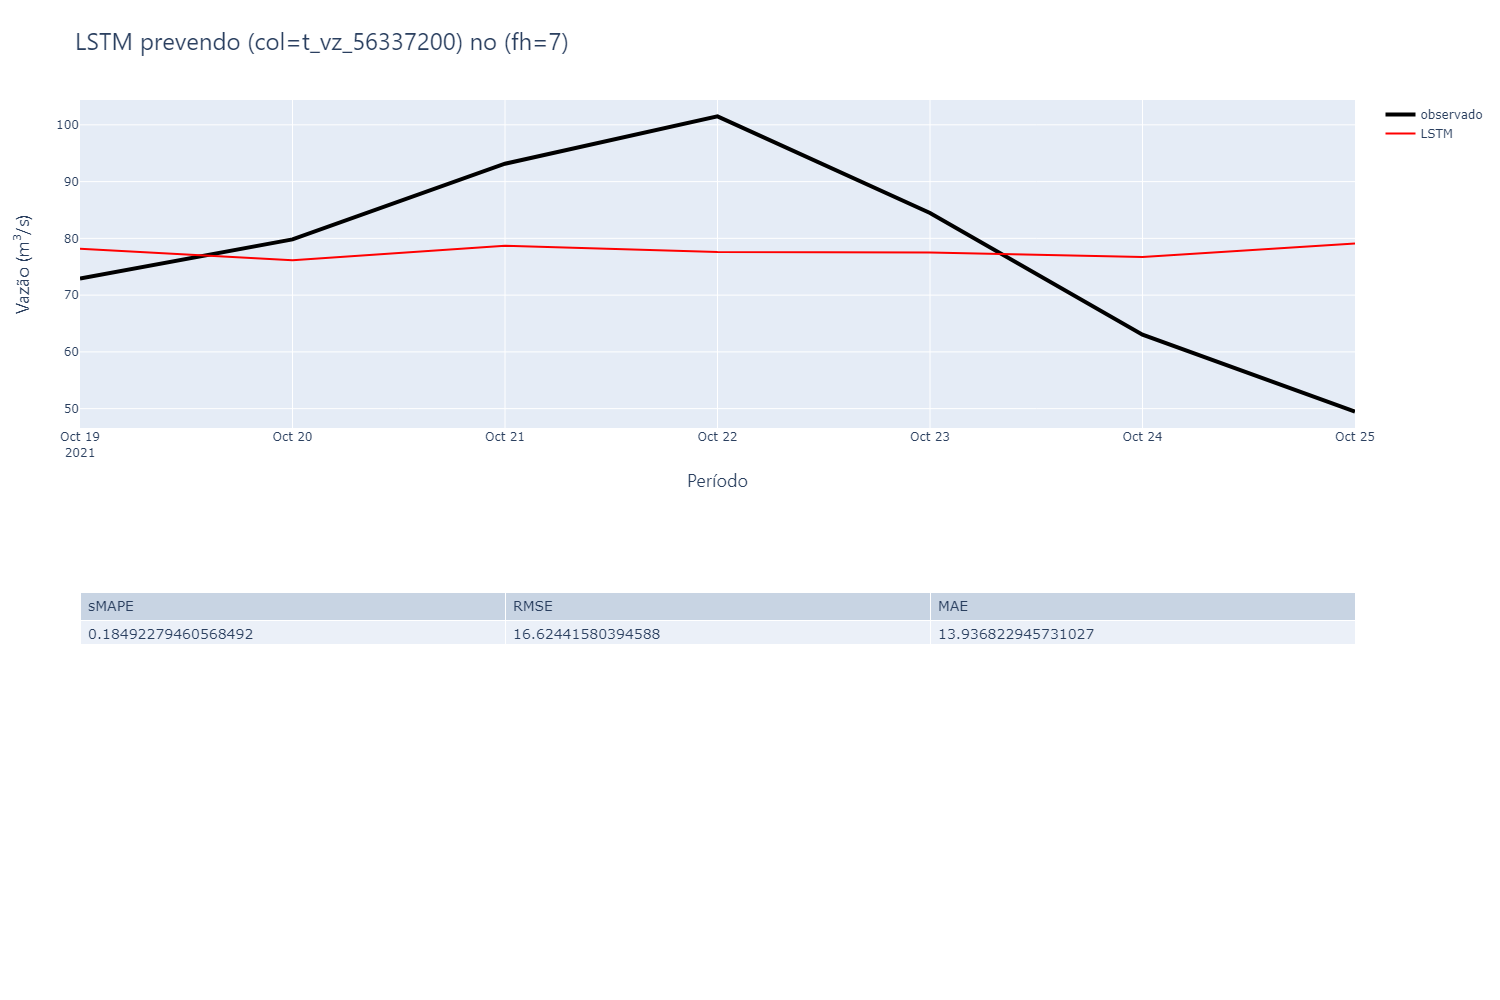 LSTM prevendo (col=t_vz_56337200) no (fh=7)
observado
LSTM
Vazão (m³/s)
100
90
80
70
60
50
Oct 19 Oct 20 Oct 21 Oct 22 Oct 23 Oct 24 Oct 25
2021
Período
sMAPE RMSE MAE
0.18492279460568492 16.62441580394588 13.936822945731027